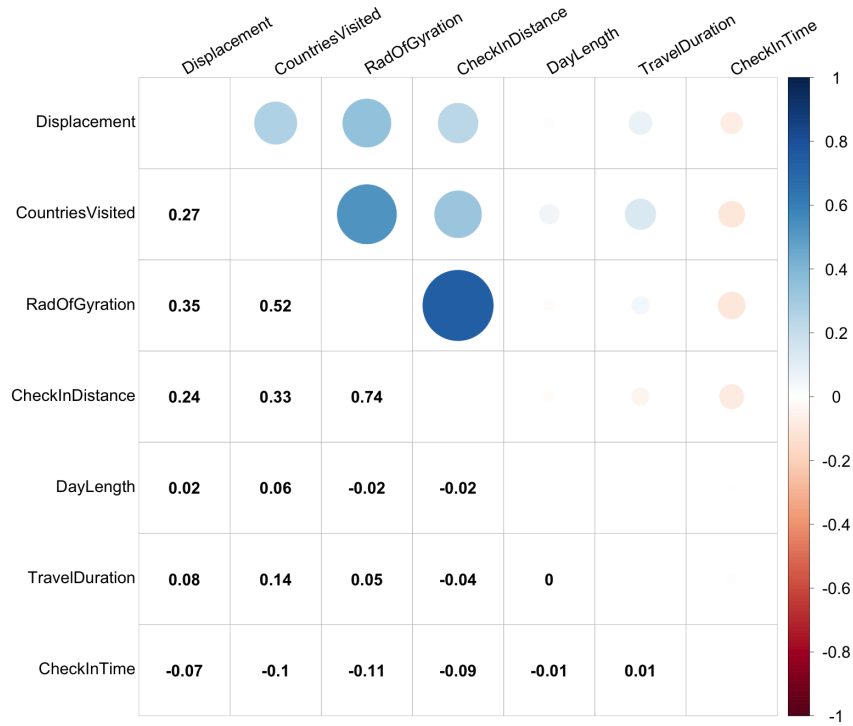 Displacement CountriesVisited RadOfGyration CheckInDistance DayLength TravelDuration CheckInTime
Displacement
CountriesVisited 0.27
RadOfGyration 0.35 0.52
CheckInDistance 0.24 0.33 0.74
DayLength 0.02 0.06 -0.02 -0.02
TravelDuration 0.08 0.14 0.05 -0.04 0
CheckInTime -0.07 -0.1 -0.11 -0.09 -0.01 0.01
1
0.8
0.6
0.4
0.2
0
-0.2
-0.4
-0.6
-0.8
-1